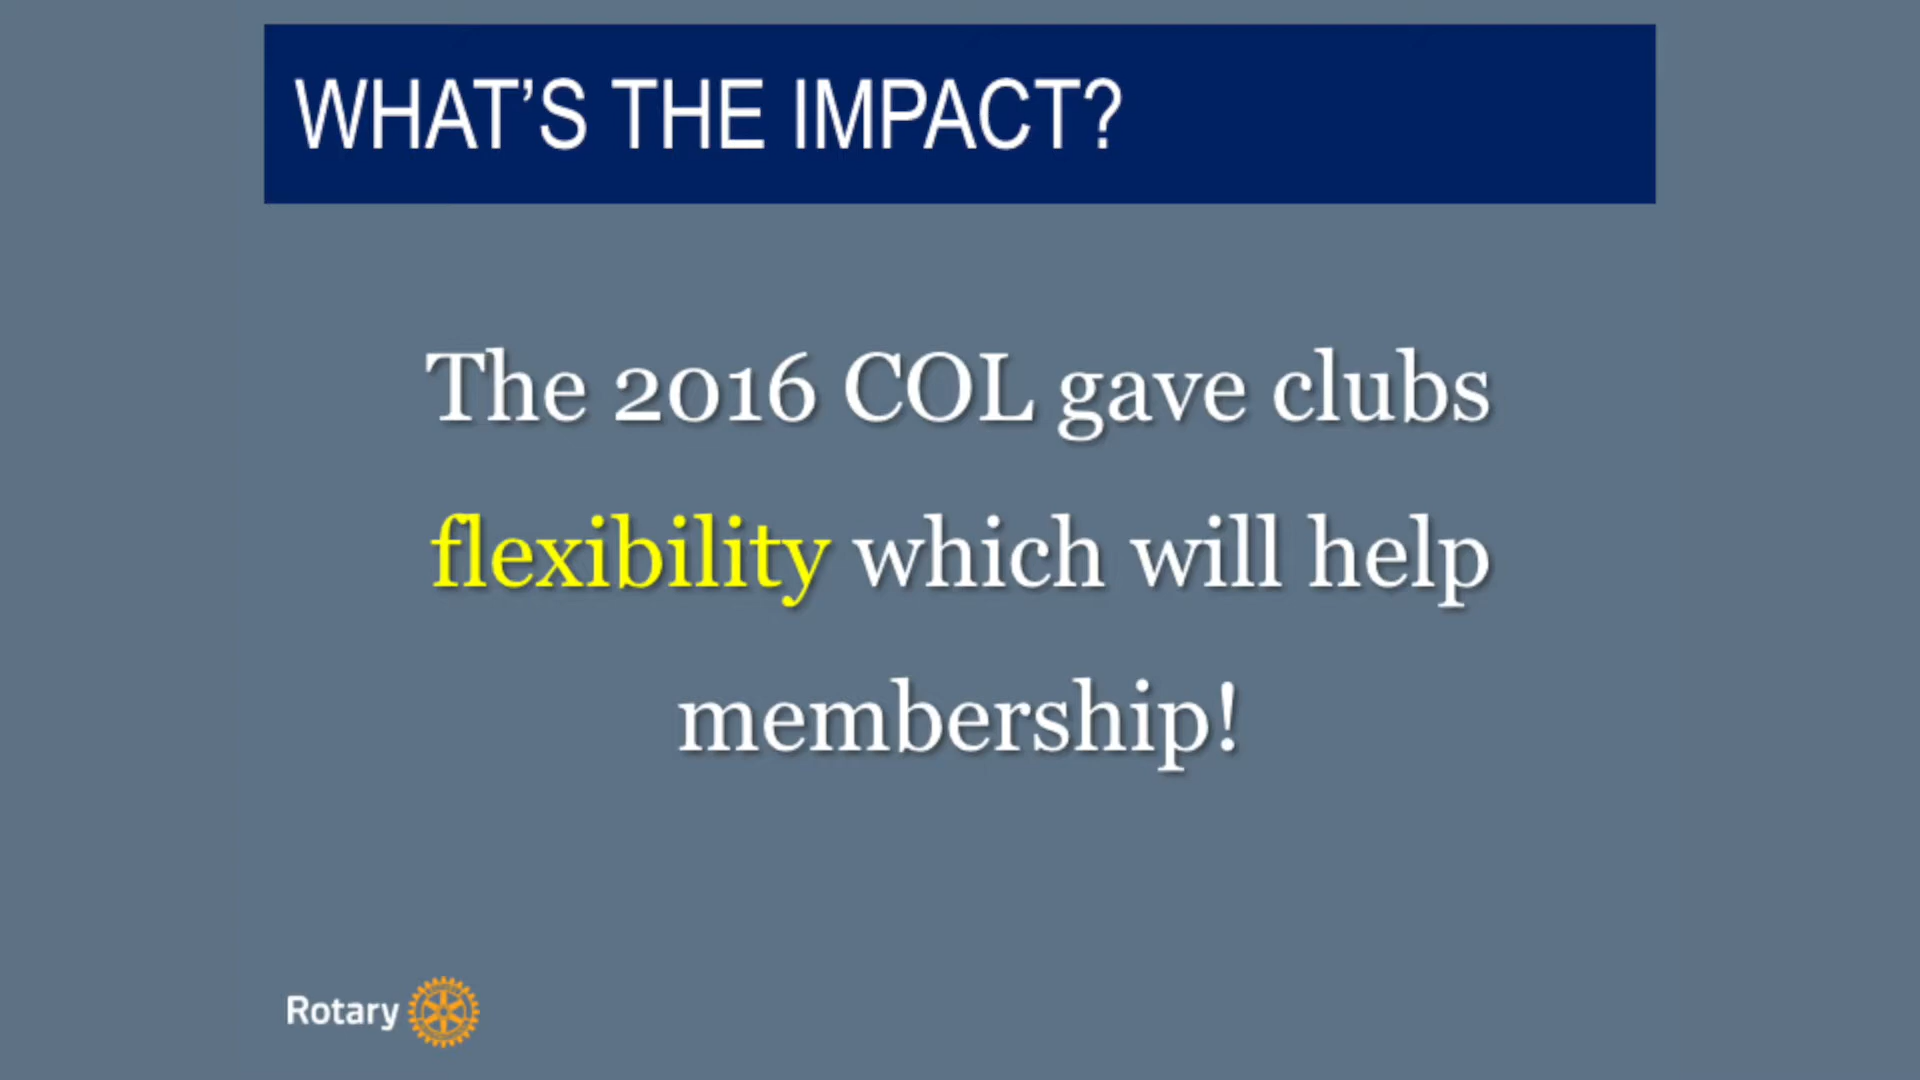 WHAT’S THE IMPACT?
The 2016 COL gave clubs
flexibility which will help
membership!
Rotary